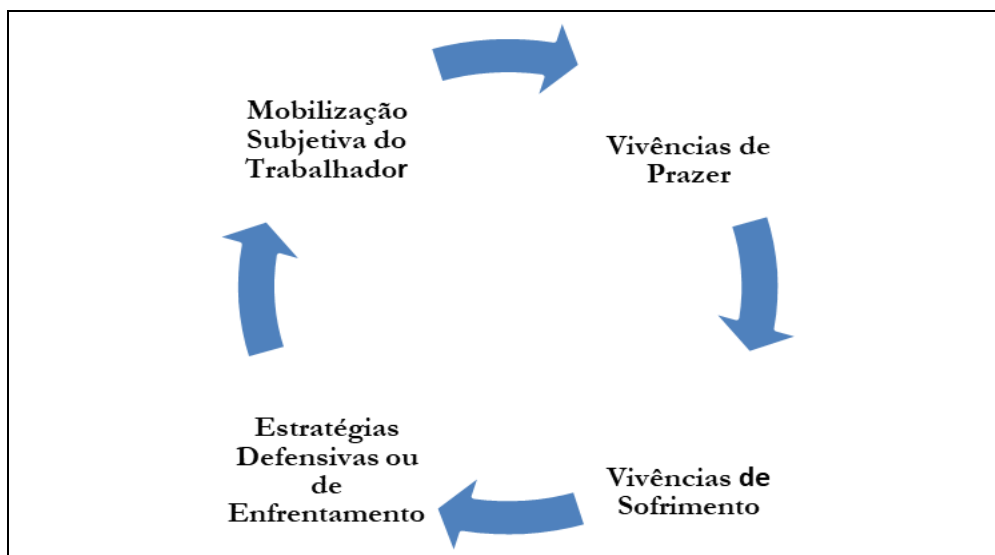 Mobilização
Subjetiva do
Trabalhador
Vivências de
Prazer
Vivências de
Sofrimento
Estratégias
Defensivas ou
de
Enfrentamento